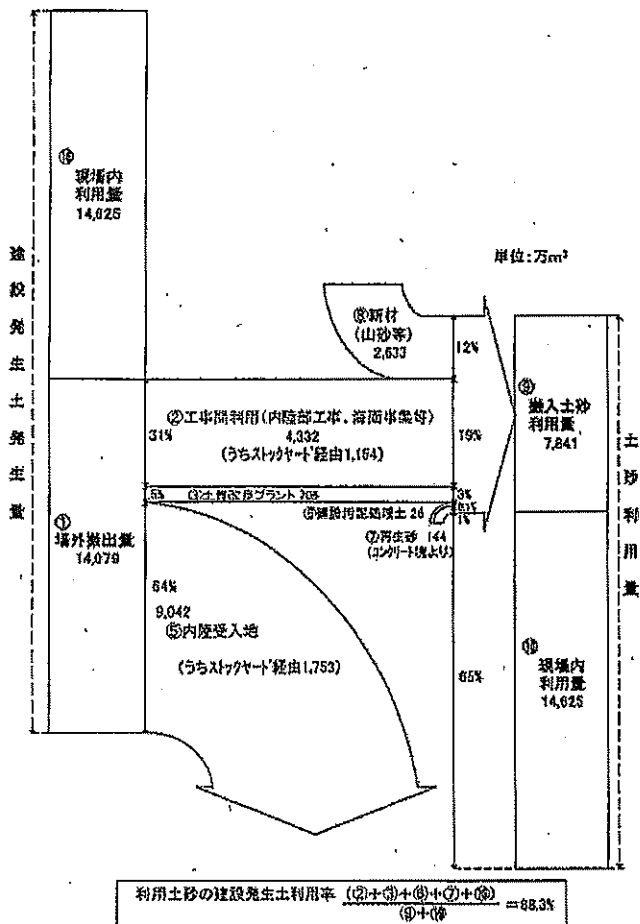 単位:万m³
建設発生土発生量
⑩
現場内
利用量
14,625
①
場外搬出量
14,079
⑧新材
(山砂等)
2,633
12%
②工事間利用(内陸部工事、海面事業等)
31%
4,332
19%
(うちストックヤード経由1,164)
5%
③土質改良プラント 705
3%
⑥建設汚泥処理土 26
0.1%
⑦再生砂 144
(コンクリート塊より)
1%
64%
9,042
⑤内陸受入地
(うちストックヤード経由1,753)
65%
⑨
搬入土砂
利用量
7,841
⑩
現場内
利用量
14,625
土砂利用量
利用土砂の建設発生土利用率 (②+③+⑥+⑦+⑩)
⑨+⑩
=88.3%